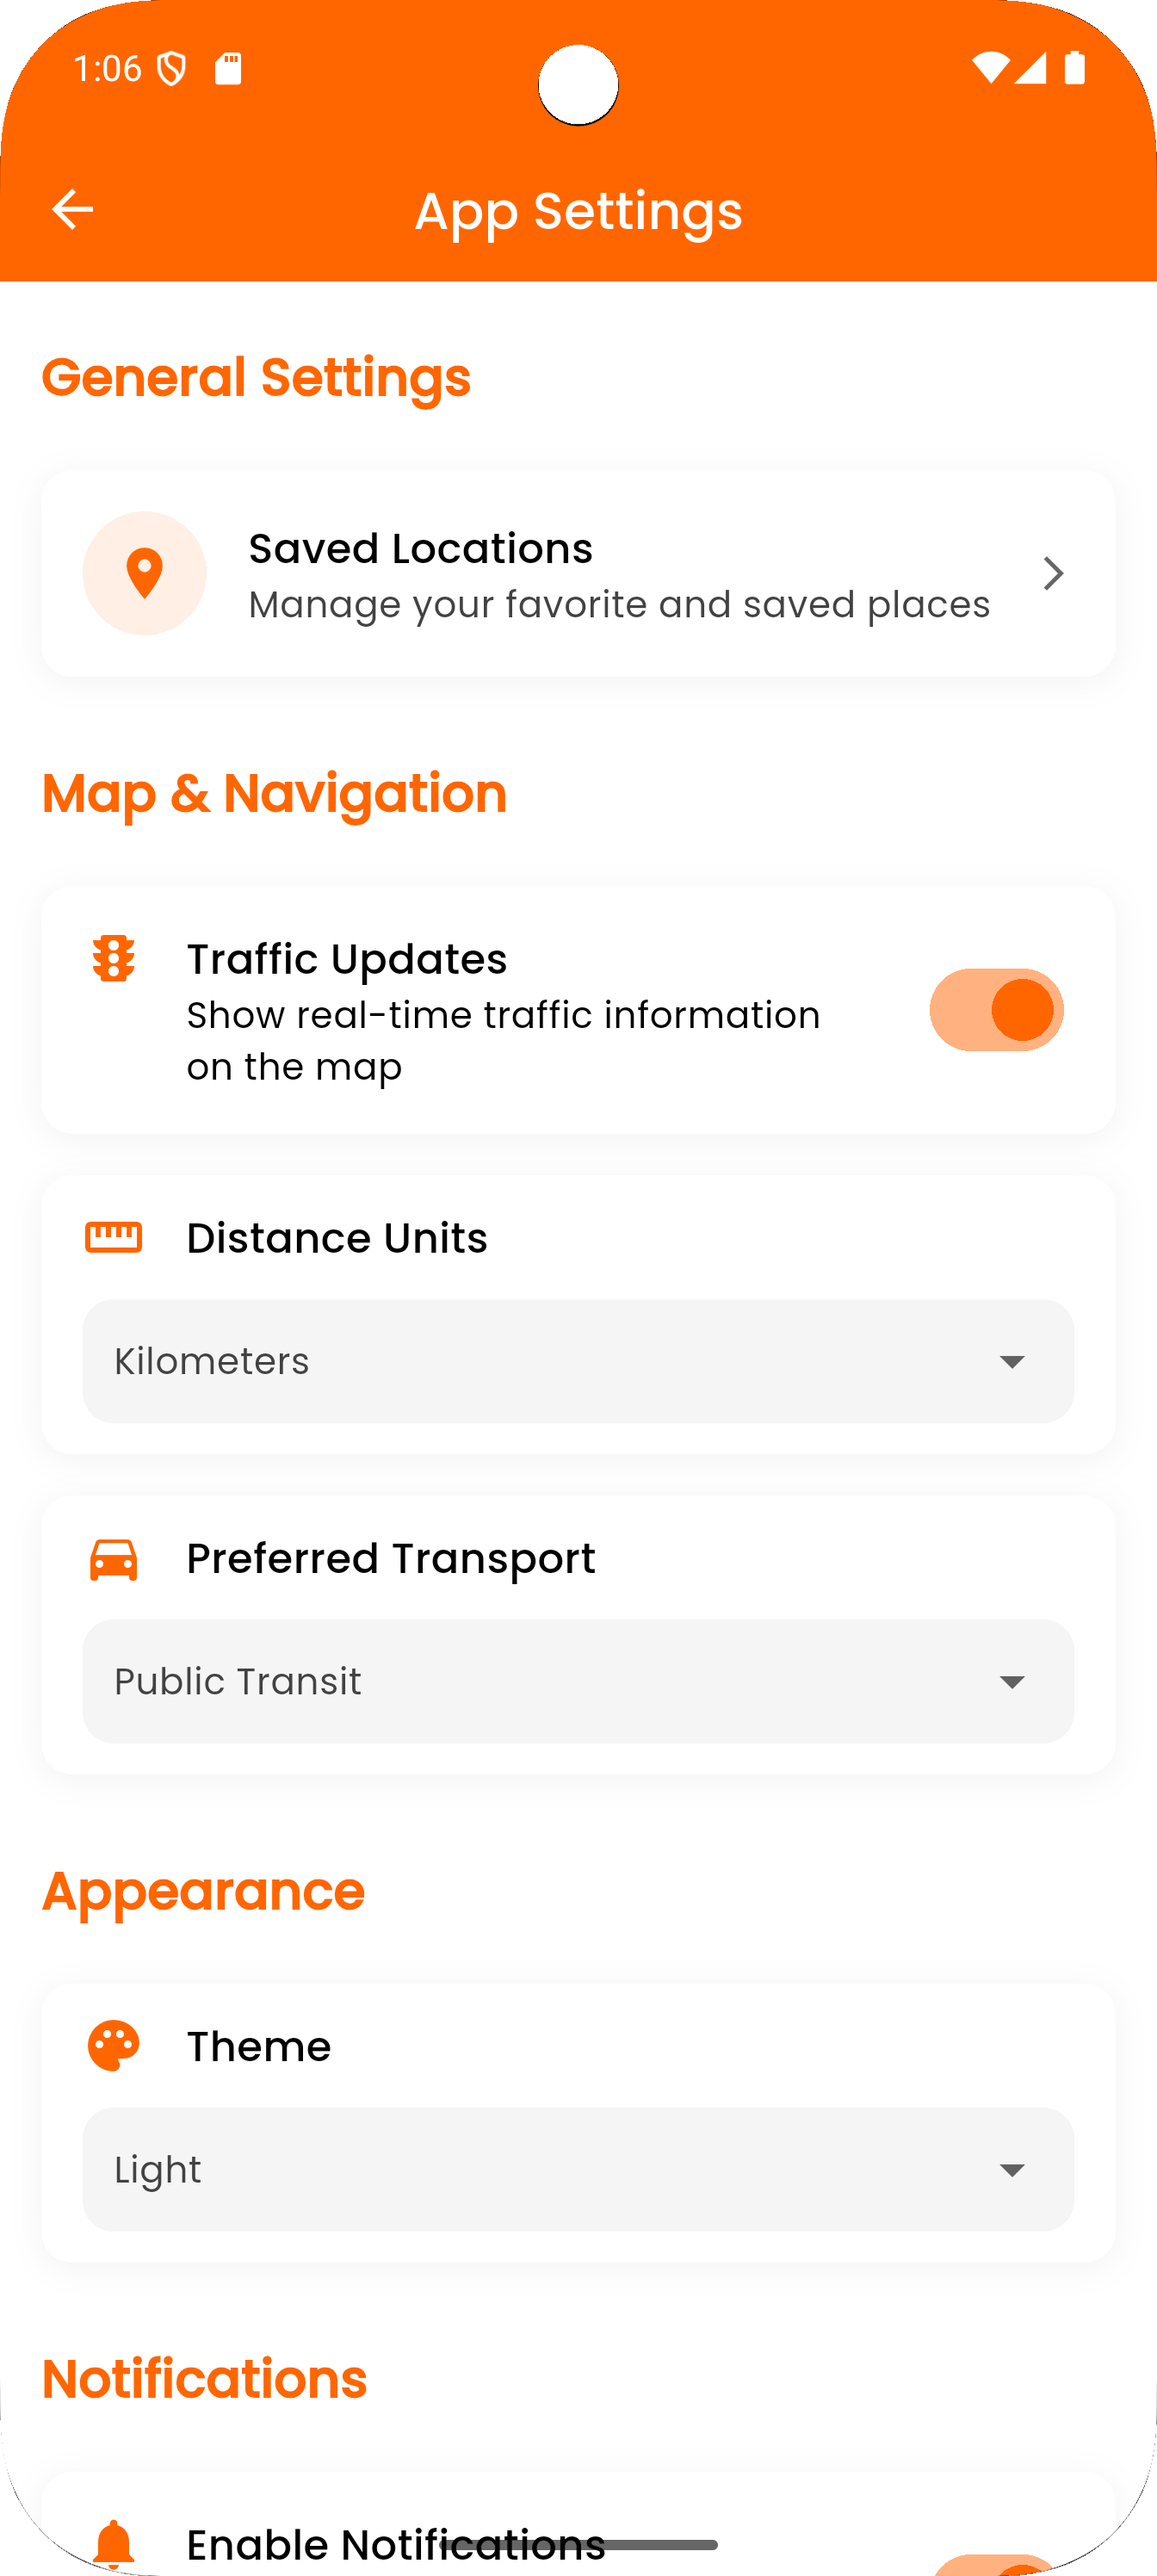 1:06
App Settings
General Settings
Saved Locations
Manage your favorite and saved places
Map & Navigation
Traffic Updates
Show real-time traffic information
on the map
Distance Units
Kilometers
Preferred Transport
Public Transit
Appearance
Theme
Light
Notifications
Enable Notifications